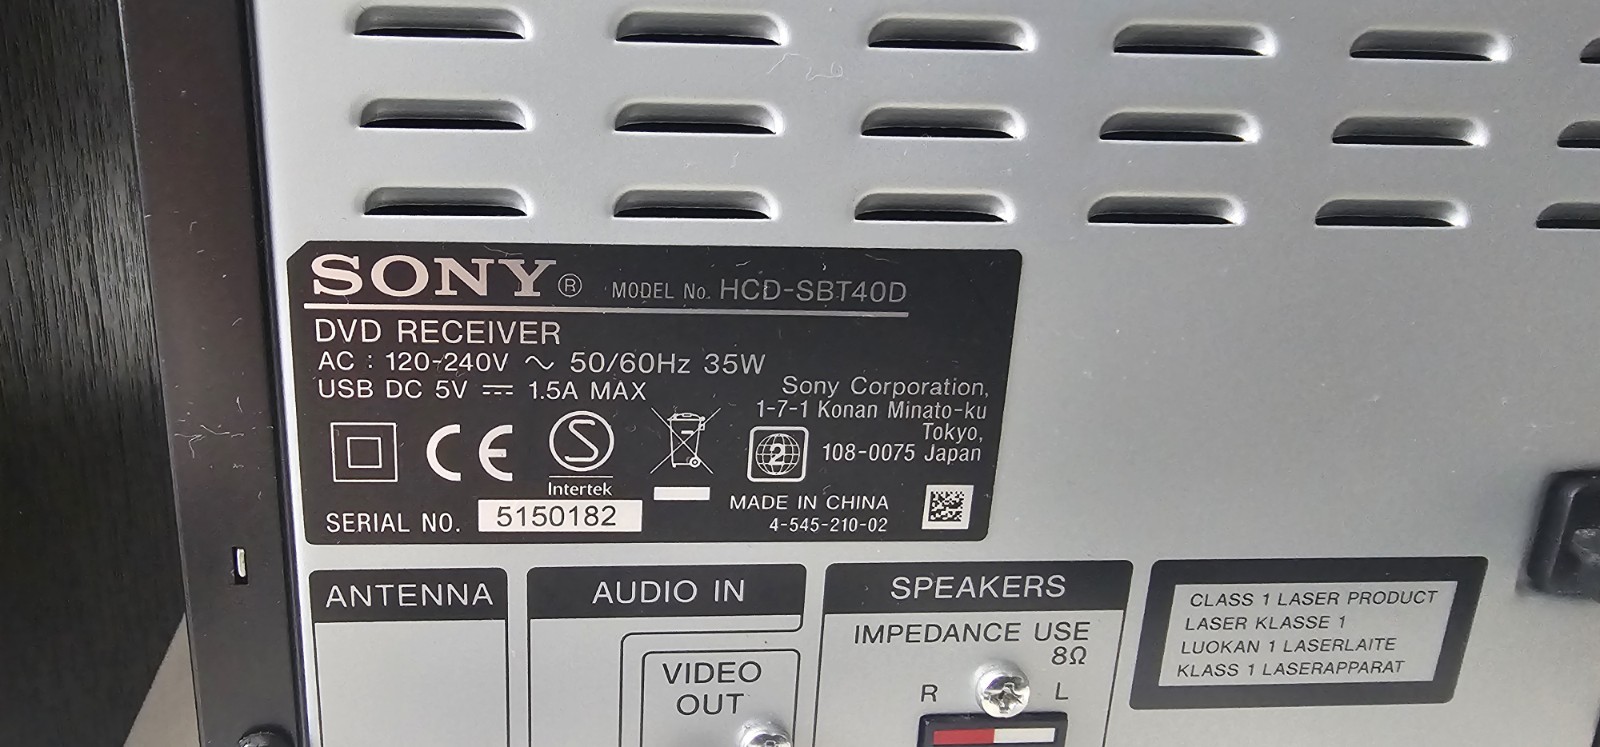 SONY® MODEL No. HCD-SBT40D
DVD RECEIVER
AC : 120-240V ~ 50/60Hz 35W
USB DC 5V ⎓ 1.5A MAX
Sony Corporation,
1-7-1 Konan Minato-ku
Tokyo,
108-0075 Japan
CE
S
Intertek
2
MADE IN CHINA
4-545-210-02
SERIAL NO. 5150182
ANTENNA
AUDIO IN
VIDEO
OUT
SPEAKERS
IMPEDANCE USE
8Ω
R L
CLASS 1 LASER PRODUCT
LASER KLASSE 1
LUOKAN 1 LASERLAITE
KLASS 1 LASERAPPARAT